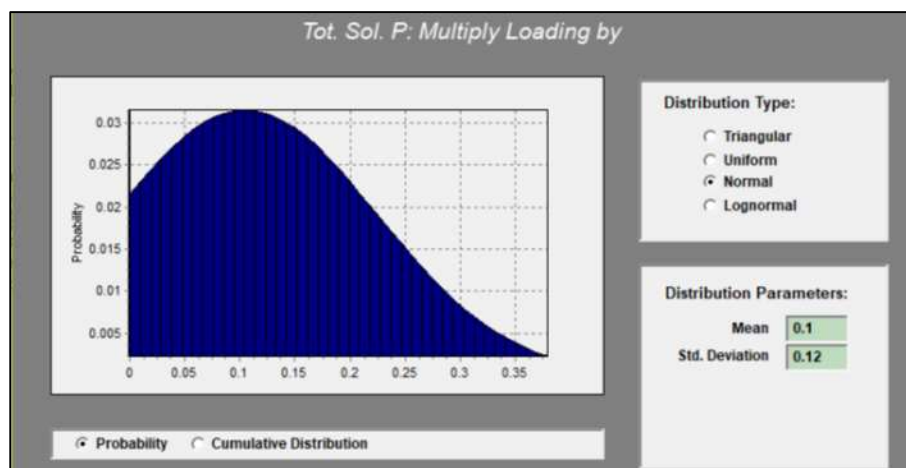 Tot. Sol. P: Multiply Loading by
Probability
0.03
0.025
0.02
0.015
0.01
0.005
0 0.05 0.1 0.15 0.2 0.25 0.3 0.35
Probability Cumulative Distribution
Distribution Type:
Triangular
Uniform
Normal
Lognormal
Distribution Parameters:
Mean 0.1
Std. Deviation 0.12